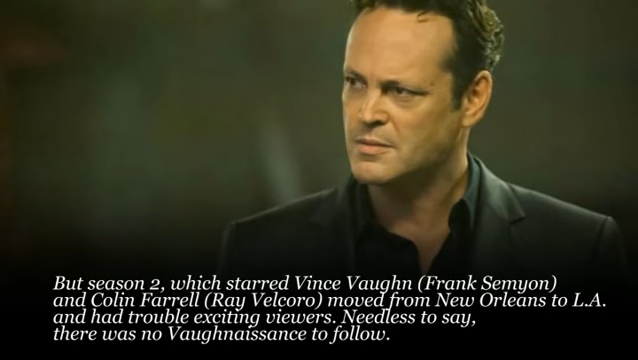 But season 2, which starred Vince Vaughn (Frank Semyon)
and Colin Farrell (Ray Velcoro) moved from New Orleans to L.A.
and had trouble exciting viewers. Needless to say,
there was no Vaughnaissance to follow.